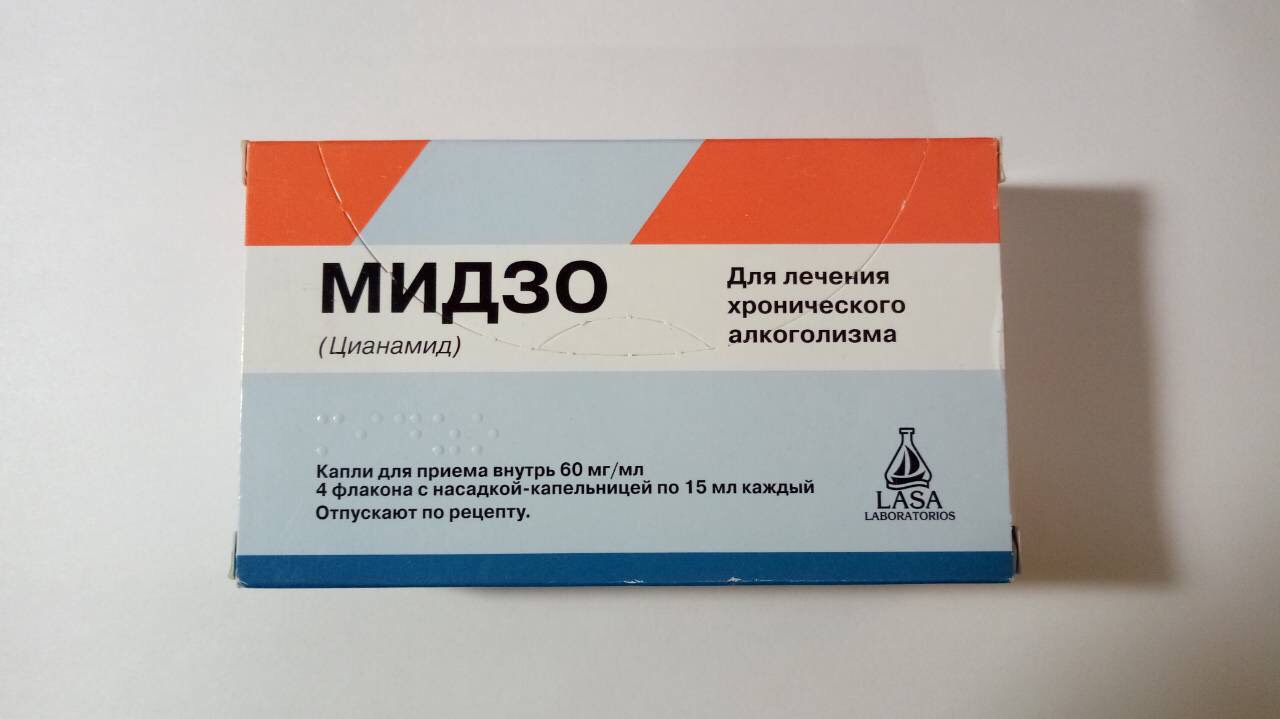 МИДЗО
(Цианамид)
Для лечения
хронического
алкоголизма
Капли для приема внутрь 60 мг/мл
4 флакона с насадкой-капельницей по 15 мл каждый
Отпускают по рецепту.
LASA
LABORATORIOS